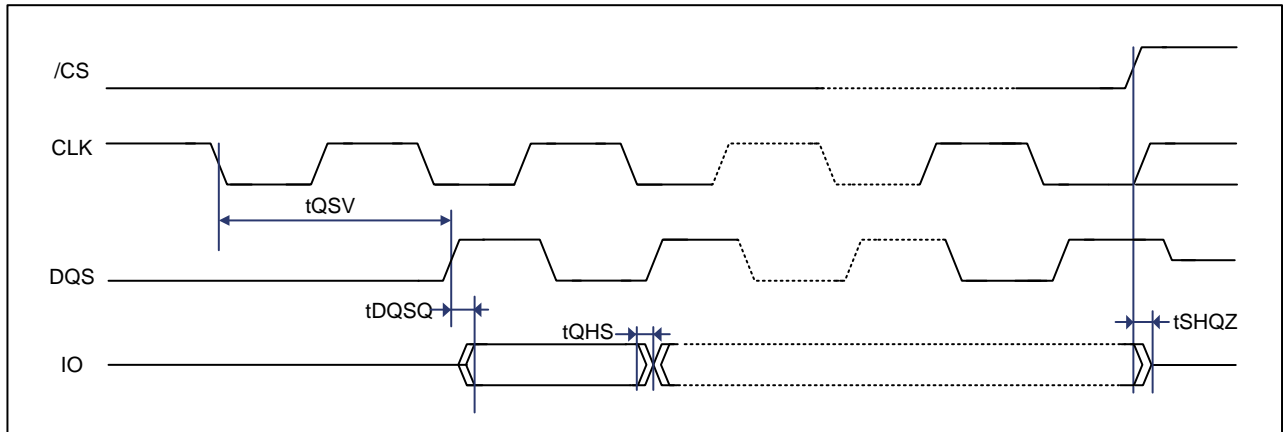 /CS
CLK
tQSV
DQS
tDQSQ
tQHS
tSHQZ
IO